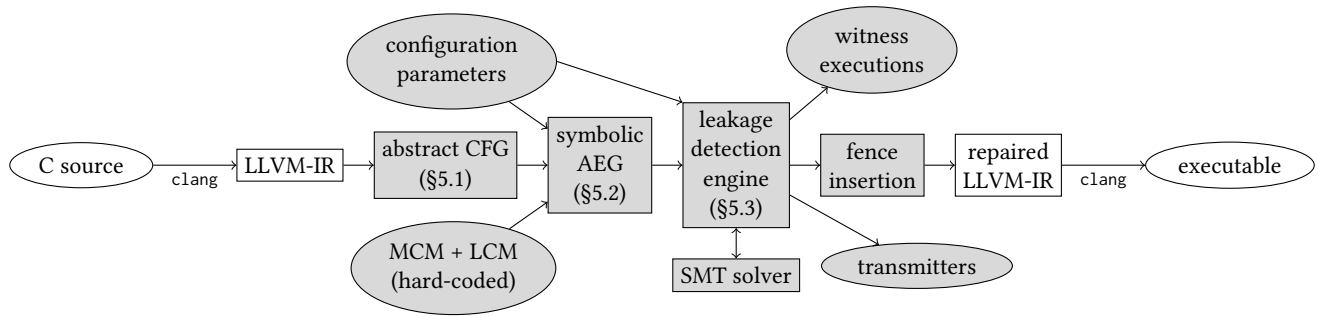 configuration
parameters
witness
executions
C source
clang
LLVM-IR
abstract CFG
(§5.1)
symbolic
AEG
(§5.2)
leakage
detection
engine
(§5.3)
fence
insertion
repaired
LLVM-IR
clang
executable
MCM + LCM
(hard-coded)
SMT solver
transmitters